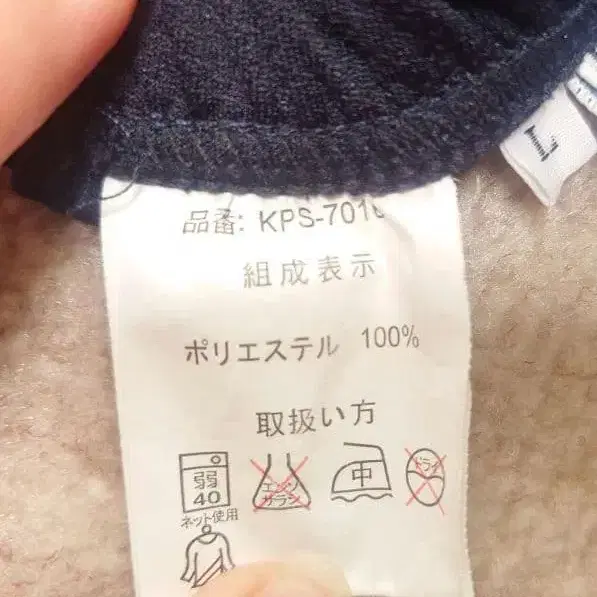 品番: KPS-701
組成表示
ポリエステル 100%
取扱い方
弱
40
ネット使用
エンソ
サラシ
中
ドライ
L